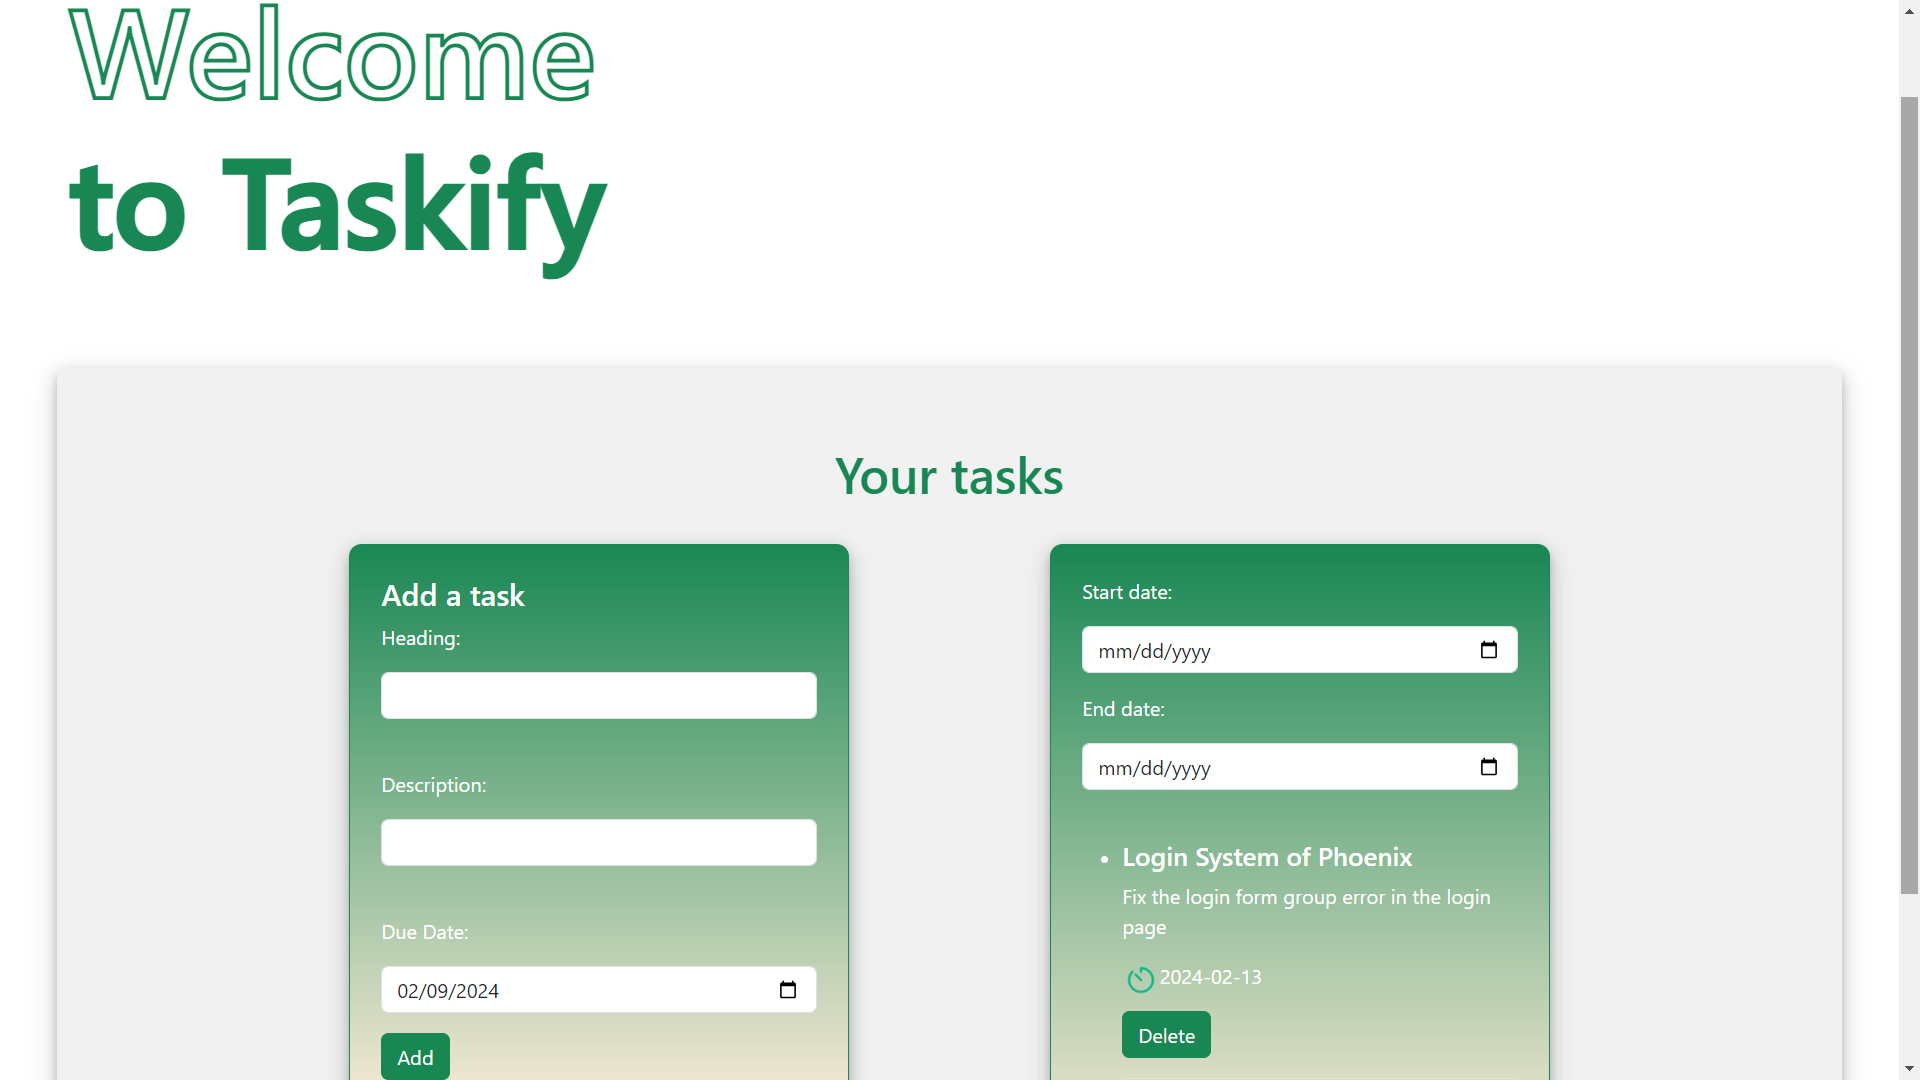 Welcome
to Taskify
Your tasks
Add a task
Heading:
Description:
Due Date:
02/09/2024
Add
Start date:
mm/dd/yyyy
End date:
mm/dd/yyyy
Login System of Phoenix
Fix the login form group error in the login
page
2024-02-13
Delete